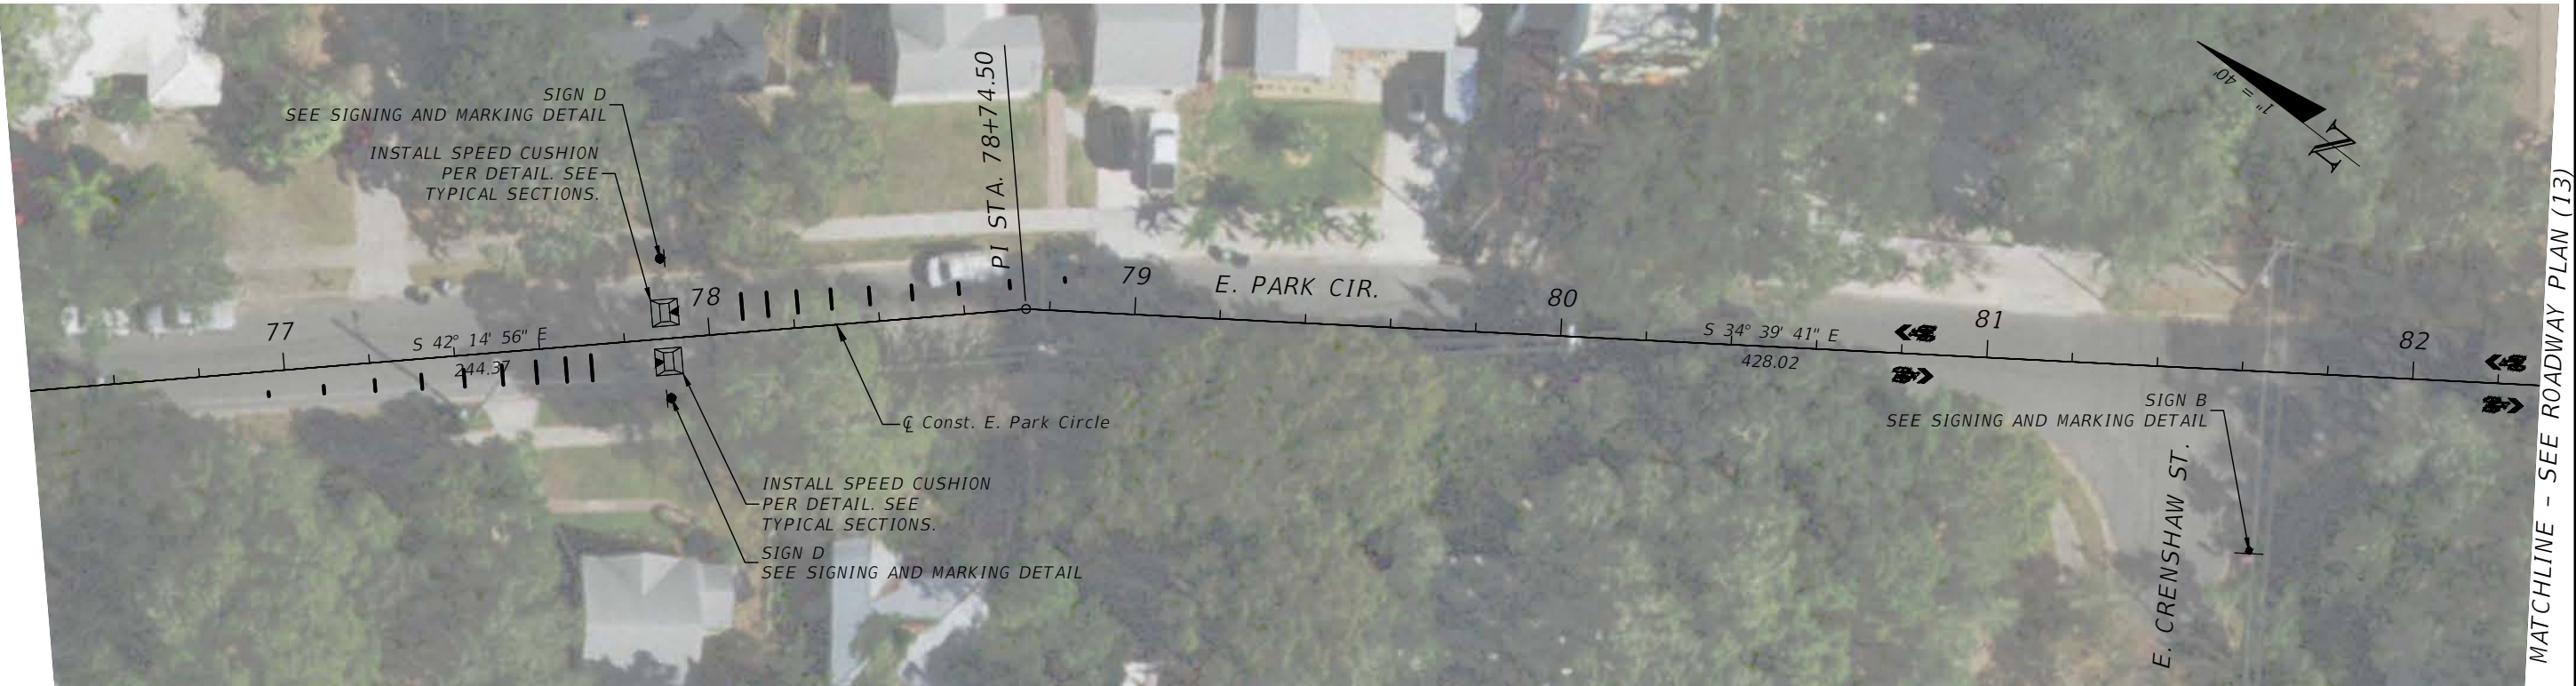 SIGN D
SEE SIGNING AND MARKING DETAIL
INSTALL SPEED CUSHION
PER DETAIL. SEE
TYPICAL SECTIONS.
PI STA. 78+74.50
1" = 40'
N
77
S 42° 14' 56" E
244.37
78
79
E. PARK CIR.
80
S 34° 39' 41" E
428.02
81
82
℄ Const. E. Park Circle
INSTALL SPEED CUSHION
PER DETAIL. SEE
TYPICAL SECTIONS.
SIGN D
SEE SIGNING AND MARKING DETAIL
SIGN B
SEE SIGNING AND MARKING DETAIL
E. CRENSHAW ST.
MATCHLINE - SEE ROADWAY PLAN (13)